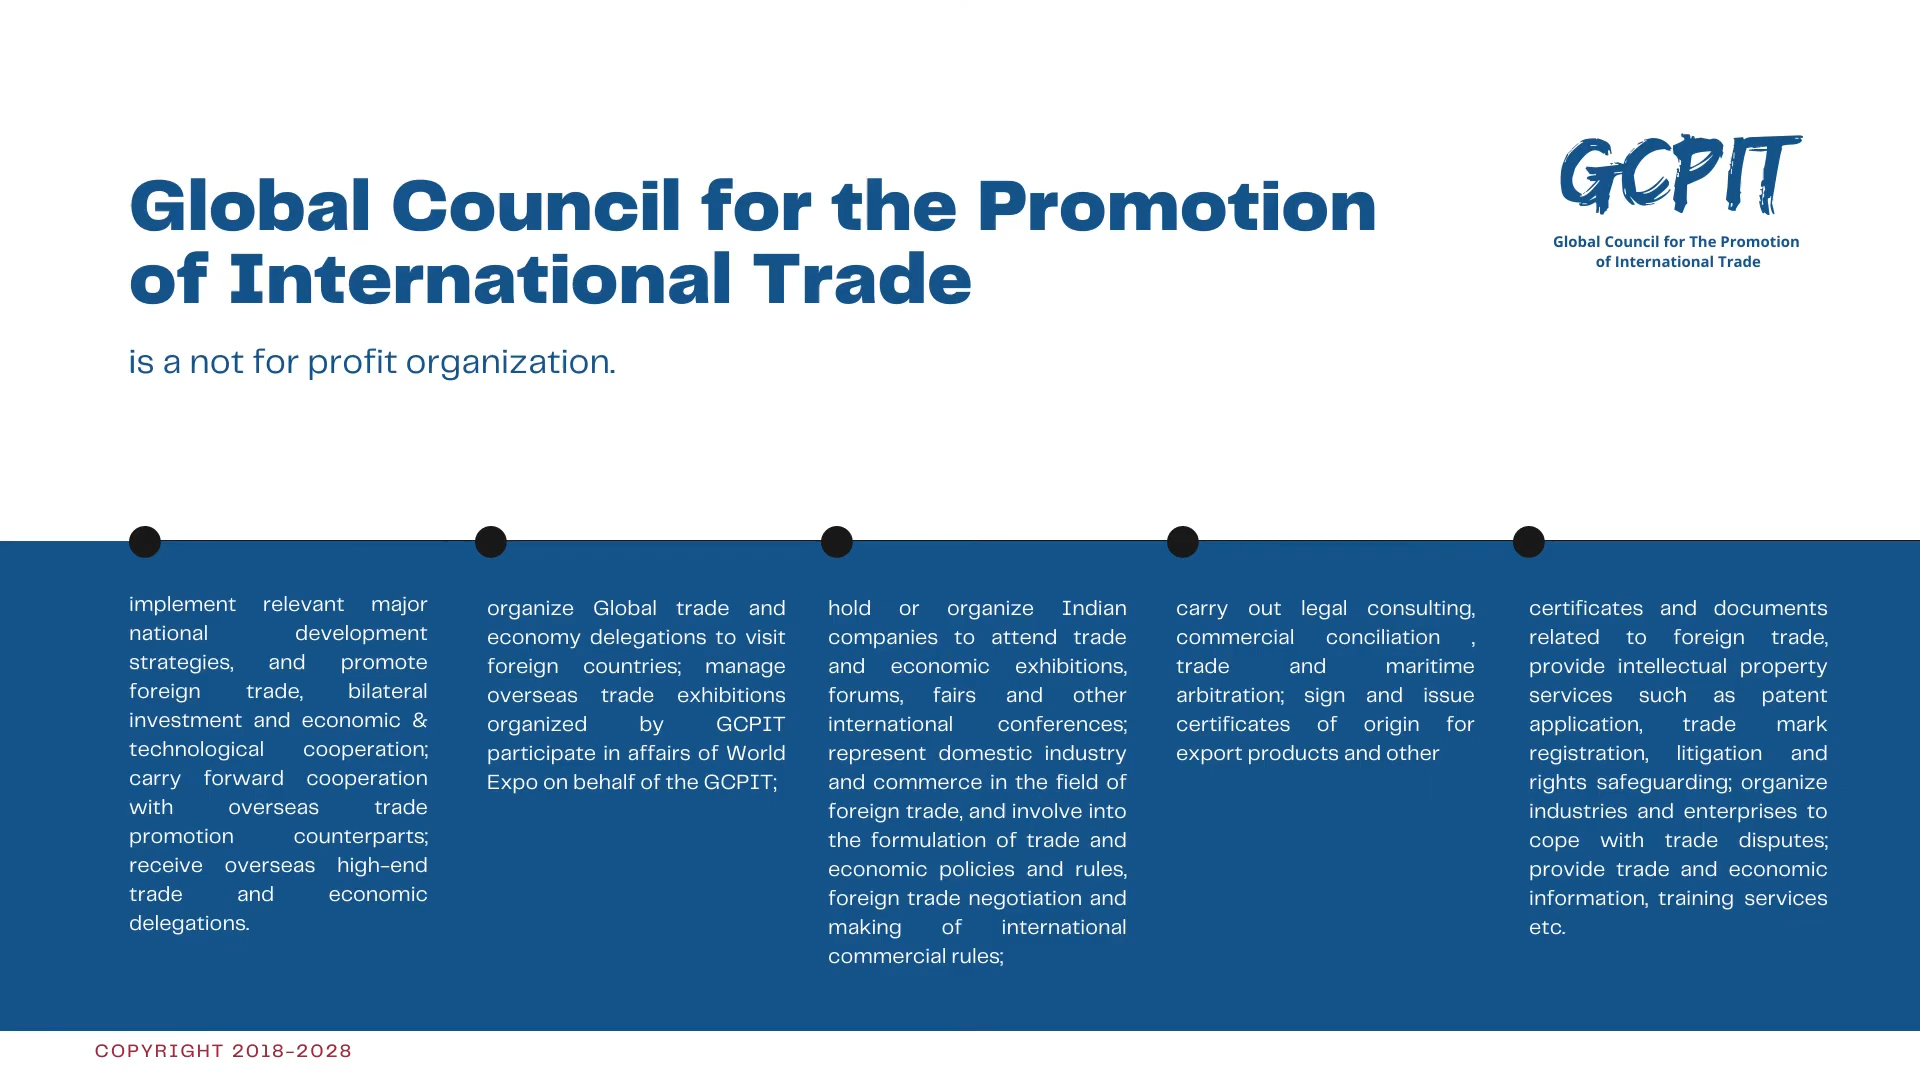 GCPIT
Global Council for The Promotion
of International Trade
Global Council for the Promotion
of International Trade
is a not for profit organization.
implement relevant major
national development
strategies, and promote
foreign trade, bilateral
investment and economic &
technological cooperation;
carry forward cooperation
with overseas trade
promotion counterparts;
receive overseas high-end
trade and economic
delegations.
organize Global trade and
economy delegations to visit
foreign countries; manage
overseas trade exhibitions
organized by GCPIT
participate in affairs of World
Expo on behalf of the GCPIT;
hold or organize Indian
companies to attend trade
and economic exhibitions,
forums, fairs and other
international conferences;
represent domestic industry
and commerce in the field of
foreign trade, and involve into
the formulation of trade and
economic policies and rules,
foreign trade negotiation and
making of international
commercial rules;
carry out legal consulting,
commercial conciliation ,
trade and maritime
arbitration; sign and issue
certificates of origin for
export products and other
certificates and documents
related to foreign trade,
provide intellectual property
services such as patent
application, trade mark
registration, litigation and
rights safeguarding; organize
industries and enterprises to
cope with trade disputes;
provide trade and economic
information, training services
etc.
COPYRIGHT 2018-2028